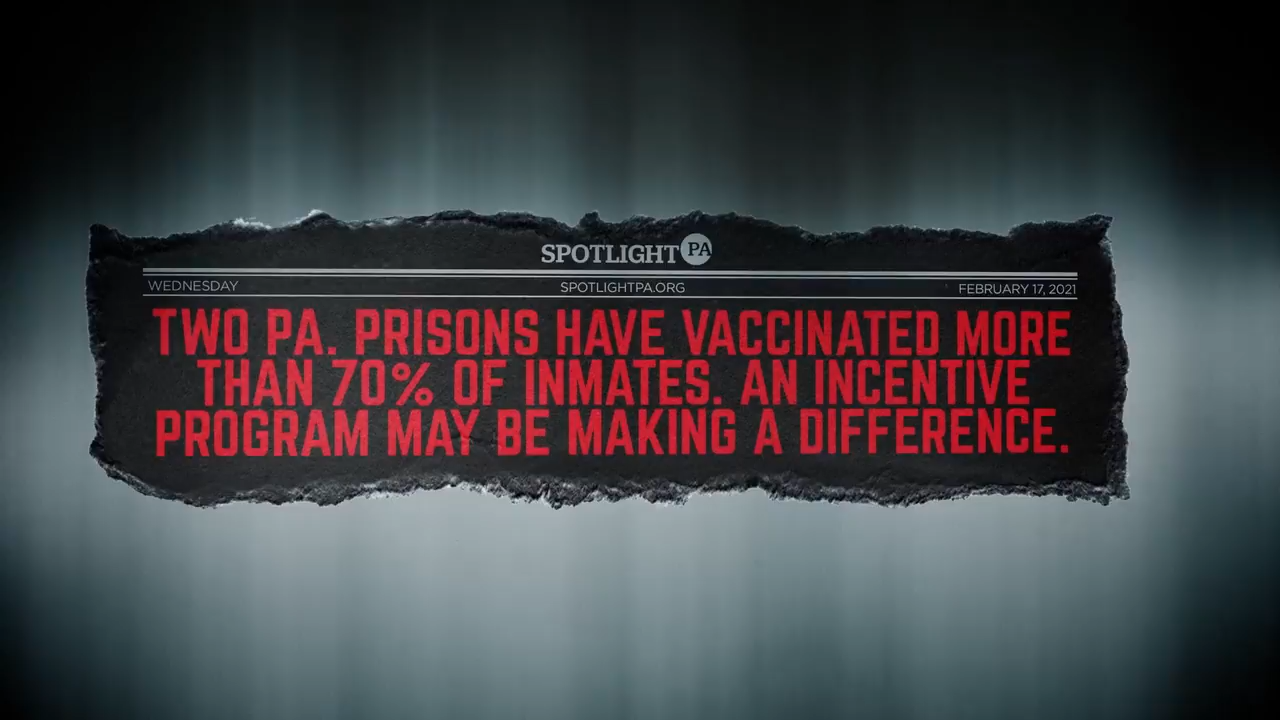 SPOTLIGHT PA
WEDNESDAY SPOTLIGHTPA.ORG FEBRUARY 17, 2021
TWO PA. PRISONS HAVE VACCINATED MORE
THAN 70% OF INMATES. AN INCENTIVE
PROGRAM MAY BE MAKING A DIFFERENCE.